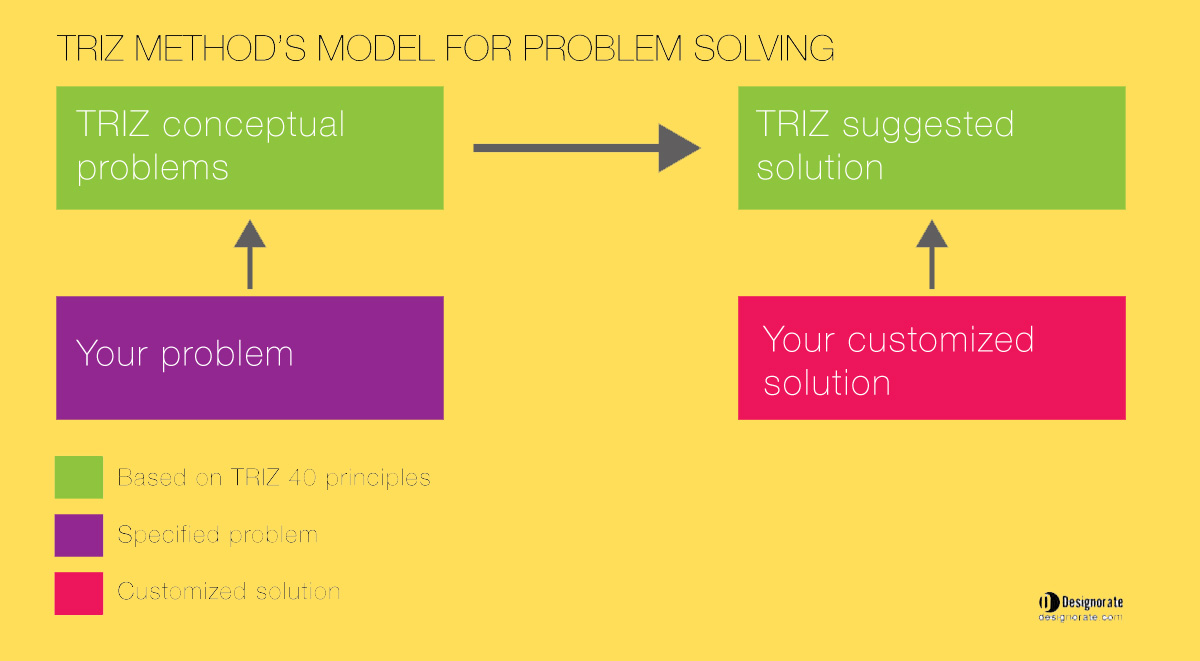 TRIZ METHOD'S MODEL FOR PROBLEM SOLVING
TRIZ conceptual
problems
TRIZ suggested
solution
Your problem
Your customized
solution
Based on TRIZ 40 principles
Specified problem
Customized solution
Designorate
designorate.com